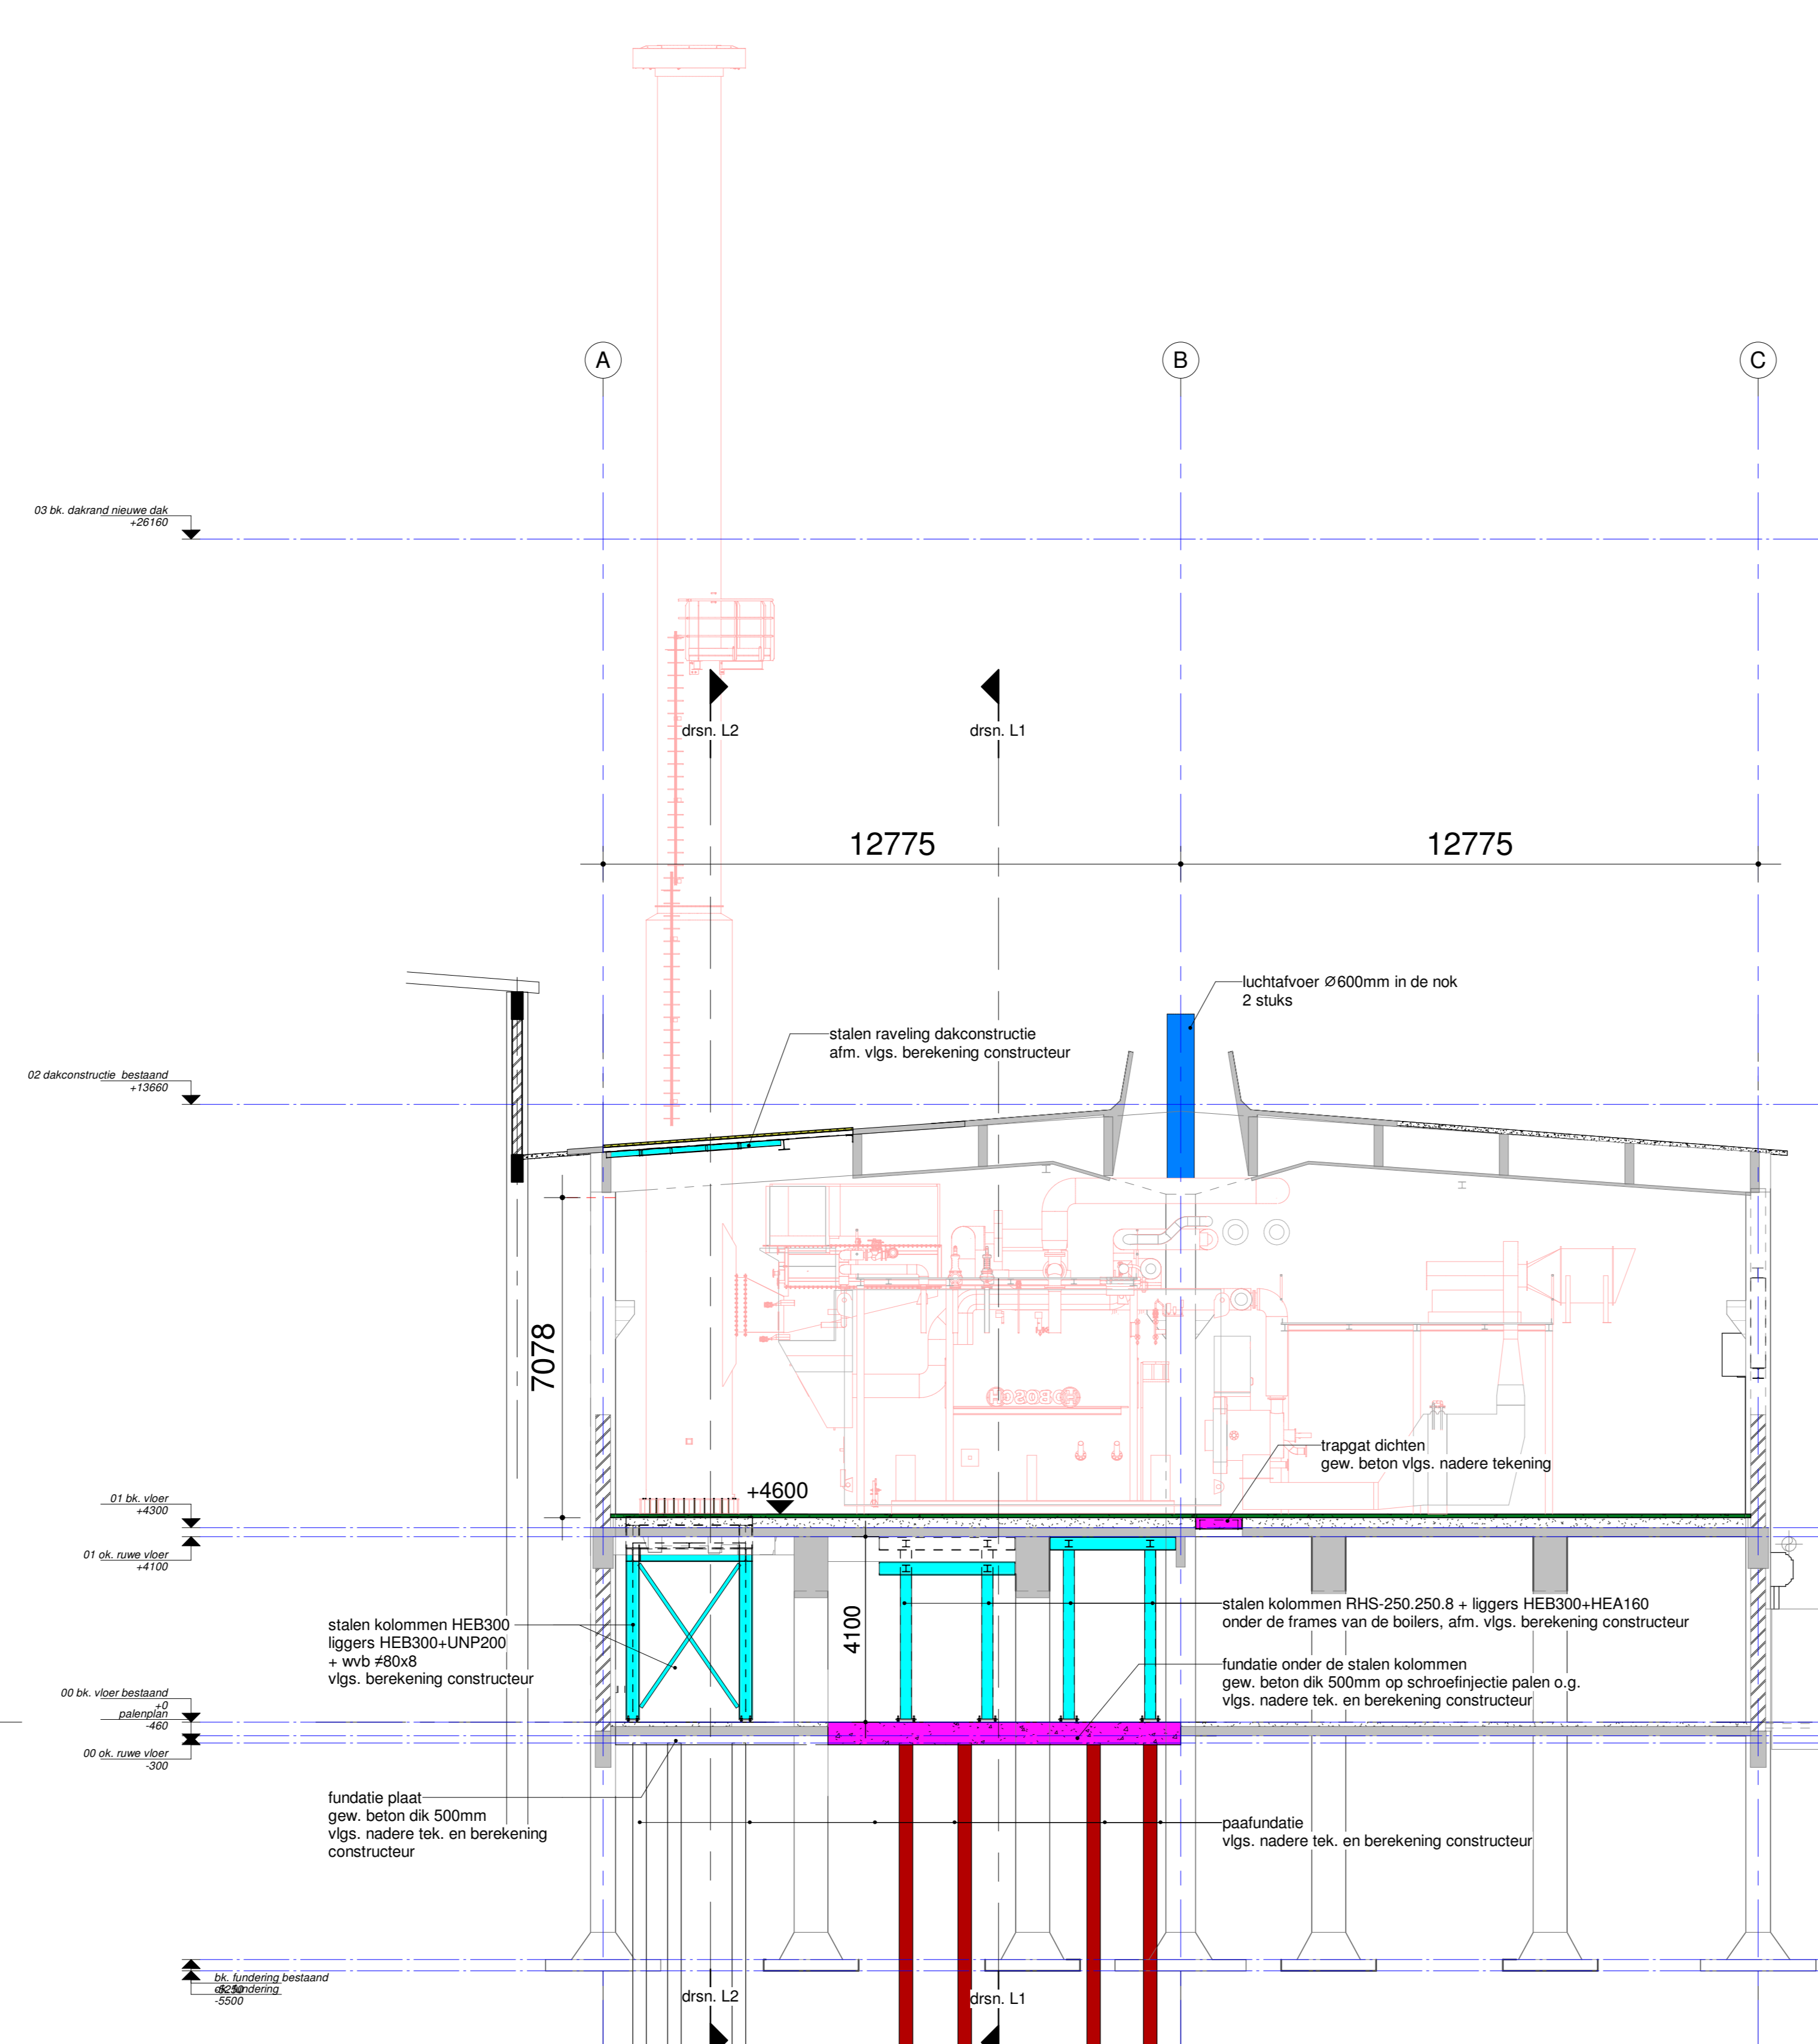 A
B
C
03 bk. dakrand nieuwe dak
+26160
drsn. L2
drsn. L1
12775
12775
luchtafvoer Ø600mm in de nok
2 stuks
stalen raveling dakconstructie
afm. vlgs. berekening constructeur
02 dakconstructie bestaand
+13660
7078
BOSCH
trapgat dichten
gew. beton vlgs. nadere tekening
+4600
01 bk. vloer
+4300
01 ok. ruwe vloer
+4100
4100
stalen kolommen HEB300
liggers HEB300+UNP200
+ wvb ≠80x8
vlgs. berekening constructeur
stalen kolommen RHS-250.250.8 + liggers HEB300+HEA160
onder de frames van de boilers, afm. vlgs. berekening constructeur
fundatie onder de stalen kolommen
gew. beton dik 500mm op schroefinjectie palen o.g.
vlgs. nadere tek. en berekening constructeur
00 bk. vloer bestaand
+0
palenplan
-460
00 ok. ruwe vloer
-300
fundatie plaat
gew. beton dik 500mm
vlgs. nadere tek. en berekening
constructeur
paafundatie
vlgs. nadere tek. en berekening constructeur
bk. fundering bestaand
-5250
ok. fundering
-5500
drsn. L2
drsn. L1